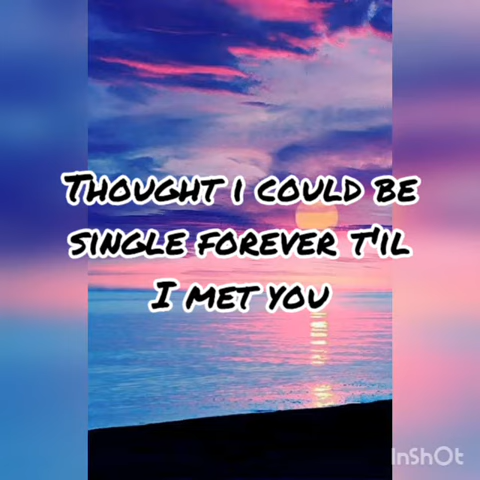 THOUGHT I COULD BE
SINGLE FOREVER T'IL
I MET YOU
InShOt